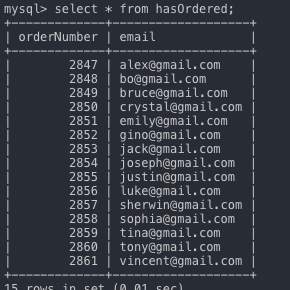 mysql> select * from hasOrdered;
+-------------+-------------------+
| orderNumber | email             |
+-------------+-------------------+
|        2847 | alex@gmail.com    |
|        2848 | bo@gmail.com      |
|        2849 | bruce@gmail.com   |
|        2850 | crystal@gmail.com |
|        2851 | emily@gmail.com   |
|        2852 | gino@gmail.com    |
|        2853 | jack@gmail.com    |
|        2854 | joseph@gmail.com  |
|        2855 | justin@gmail.com  |
|        2856 | luke@gmail.com    |
|        2857 | sherwin@gmail.com |
|        2858 | sophia@gmail.com  |
|        2859 | tina@gmail.com    |
|        2860 | tony@gmail.com    |
|        2861 | vincent@gmail.com |
+-------------+-------------------+
15 rows in set (0.01 sec)